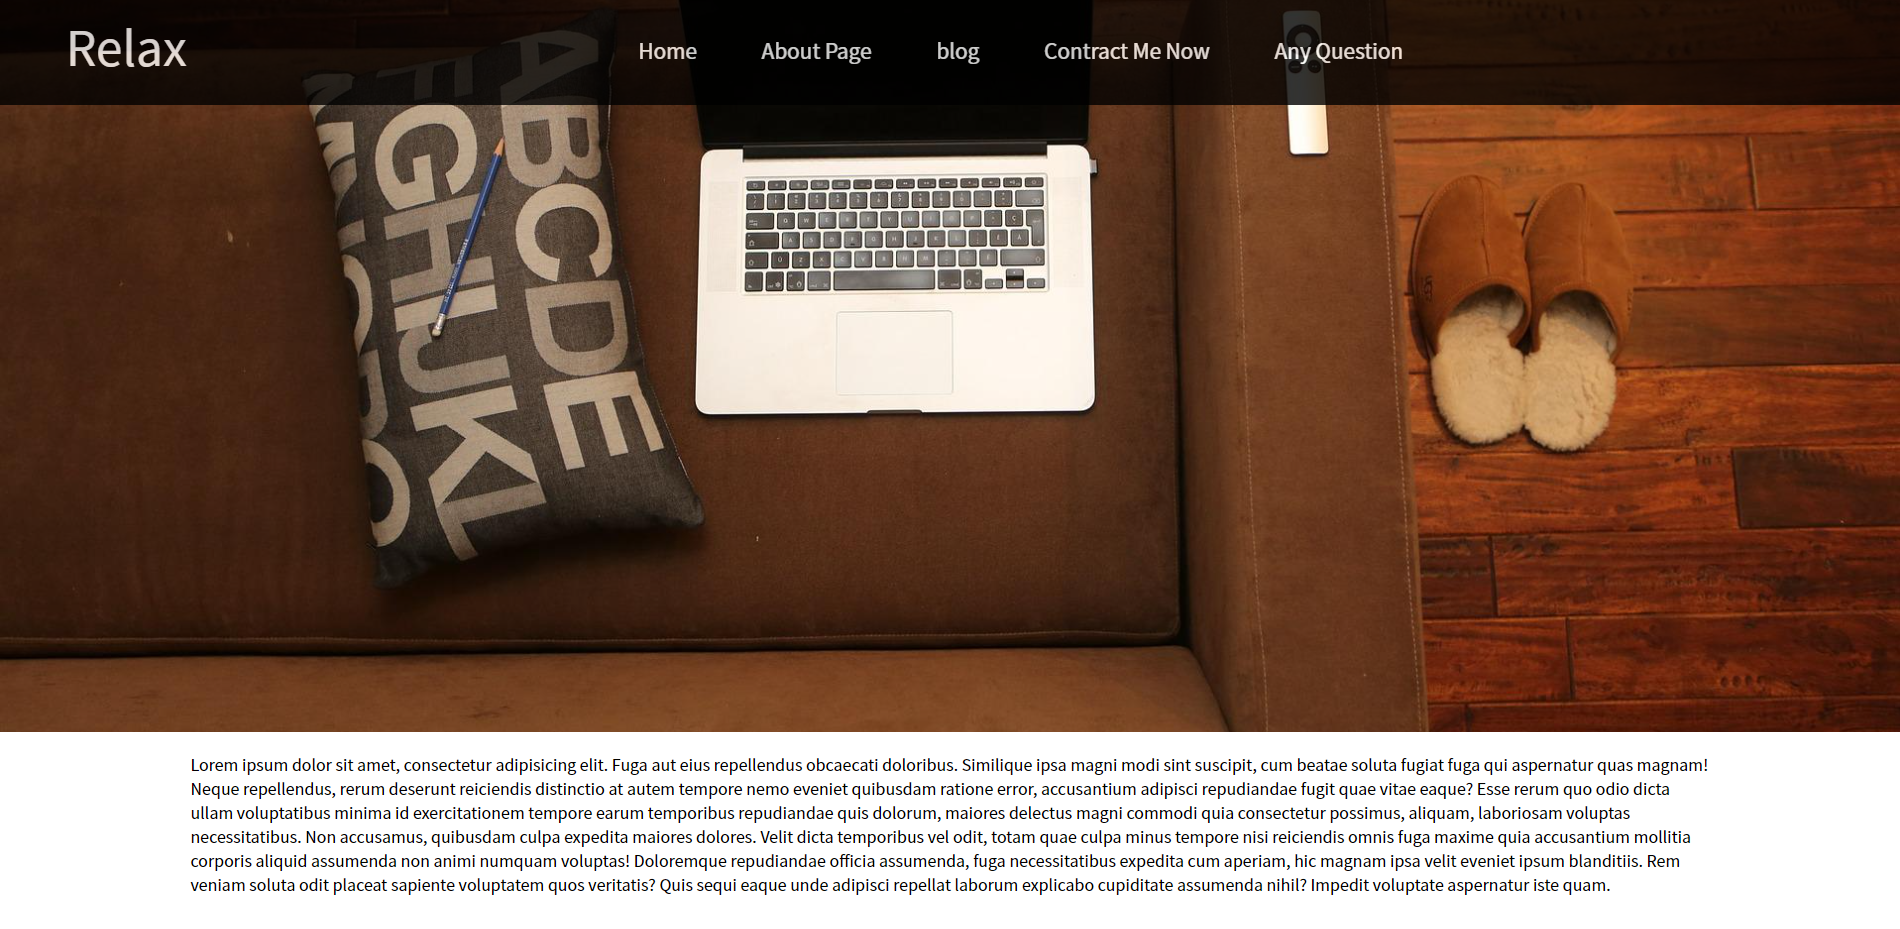 Relax
Home
About Page
blog
Contract Me Now
Any Question
ABCDE
GHIJKL
Lorem ipsum dolor sit amet, consectetur adipisicing elit. Fuga aut eius repellendus obcaecati doloribus. Similique ipsa magni modi sint suscipit, cum beatae soluta fugiat fuga qui aspernatur quas magnam!
Neque repellendus, rerum deserunt reiciendis distinctio at autem tempore nemo eveniet quibusdam ratione error, accusantium adipisci repudiandae fugit quae vitae eaque? Esse rerum quo odio dicta
ullam voluptatibus minima id exercitationem tempore earum temporibus repudiandae quis dolorum, maiores delectus magni commodi quia consectetur possimus, aliquam, laboriosam voluptas
necessitatibus. Non accusamus, quibusdam culpa expedita maiores dolores. Velit dicta temporibus vel odit, totam quae culpa minus tempore nisi reiciendis omnis fuga maxime quia accusantium mollitia
corporis aliquid assumenda non animi numquam voluptas! Doloremque repudiandae officia assumenda, fuga necessitatibus expedita cum aperiam, hic magnam ipsa velit eveniet ipsum blanditiis. Rem
veniam soluta odit placeat sapiente voluptatem quos veritatis? Quis sequi eaque unde adipisci repellat laborum explicabo cupiditate assumenda nihil? Impedit voluptate aspernatur iste quam.